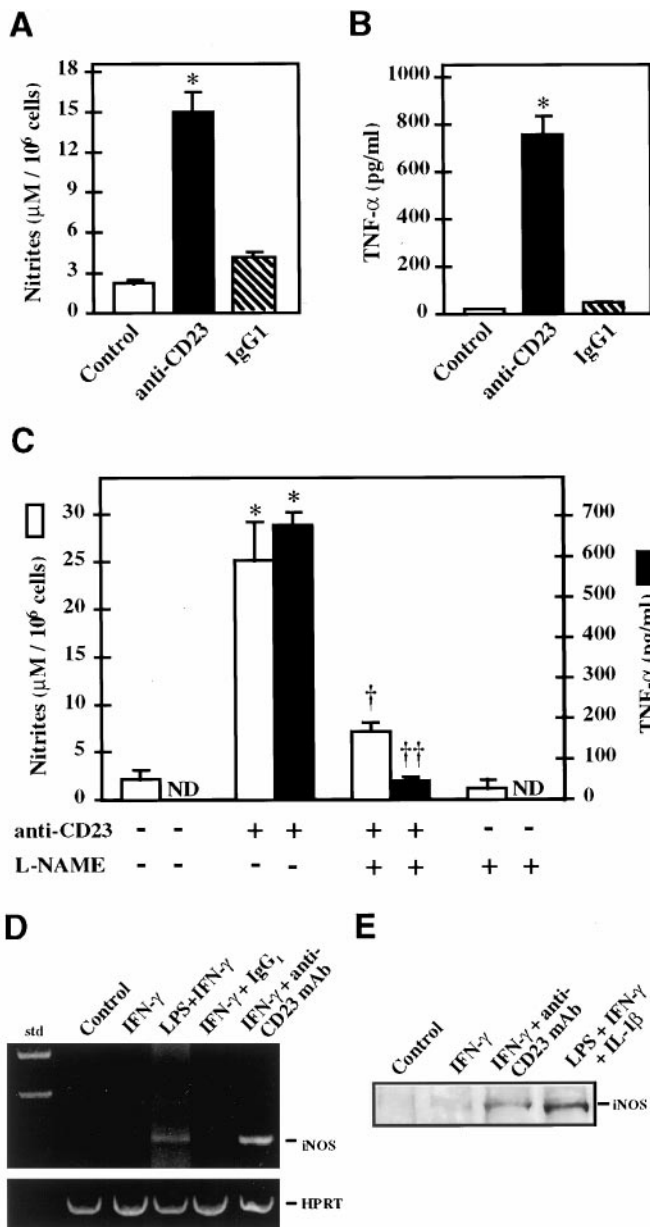 A
Nitrites (µM / 10⁶ cells)
18
15
12
9
6
3
0
*
Control
anti-CD23
IgG1
B
TNF-α (pg/ml)
1000
800
600
400
200
0
*
Control
anti-CD23
IgG1
C
Nitrites (µM / 10⁶ cells)
30
25
20
15
10
5
0
ND
*
*
†
††
ND
700
600
500
400
300
200
100
0
TNF-α (pg/ml)
anti-CD23 - - + + + + - -
L-NAME - - - - + + + +
D
std
Control
IFN-γ
LPS+IFN-γ
IFN-γ + IgG₁
IFN-γ + anti-
CD23 mAb
iNOS
HPRT
E
Control
IFN-γ
IFN-γ + anti-
CD23 mAb
LPS + IFN-γ
+ IL-1β
iNOS